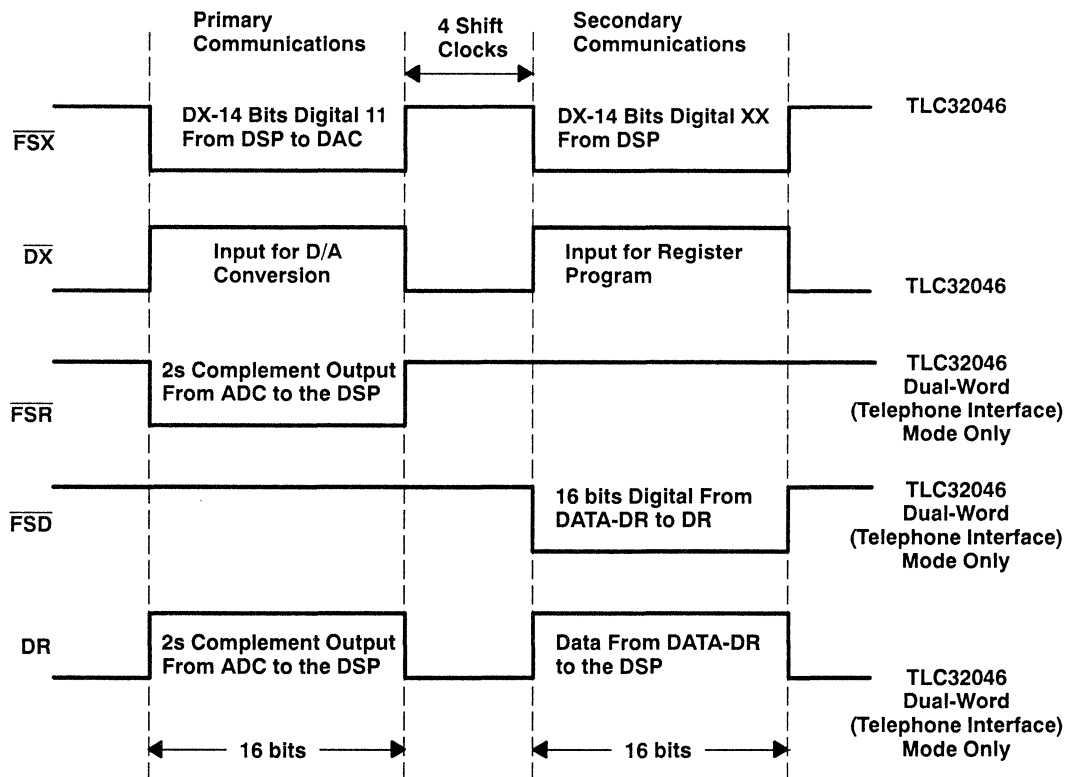 Primary
Communications
4 Shift
Clocks
Secondary
Communications
FSX
DX-14 Bits Digital 11
From DSP to DAC
DX-14 Bits Digital XX
From DSP
TLC32046
DX
Input for D/A
Conversion
Input for Register
Program
TLC32046
FSR
2s Complement Output
From ADC to the DSP
TLC32046
Dual-Word
(Telephone Interface)
Mode Only
FSD
16 bits Digital From
DATA-DR to DR
TLC32046
Dual-Word
(Telephone Interface)
Mode Only
DR
2s Complement Output
From ADC to the DSP
Data From DATA-DR
to the DSP
TLC32046
Dual-Word
(Telephone Interface)
Mode Only
16 bits
16 bits